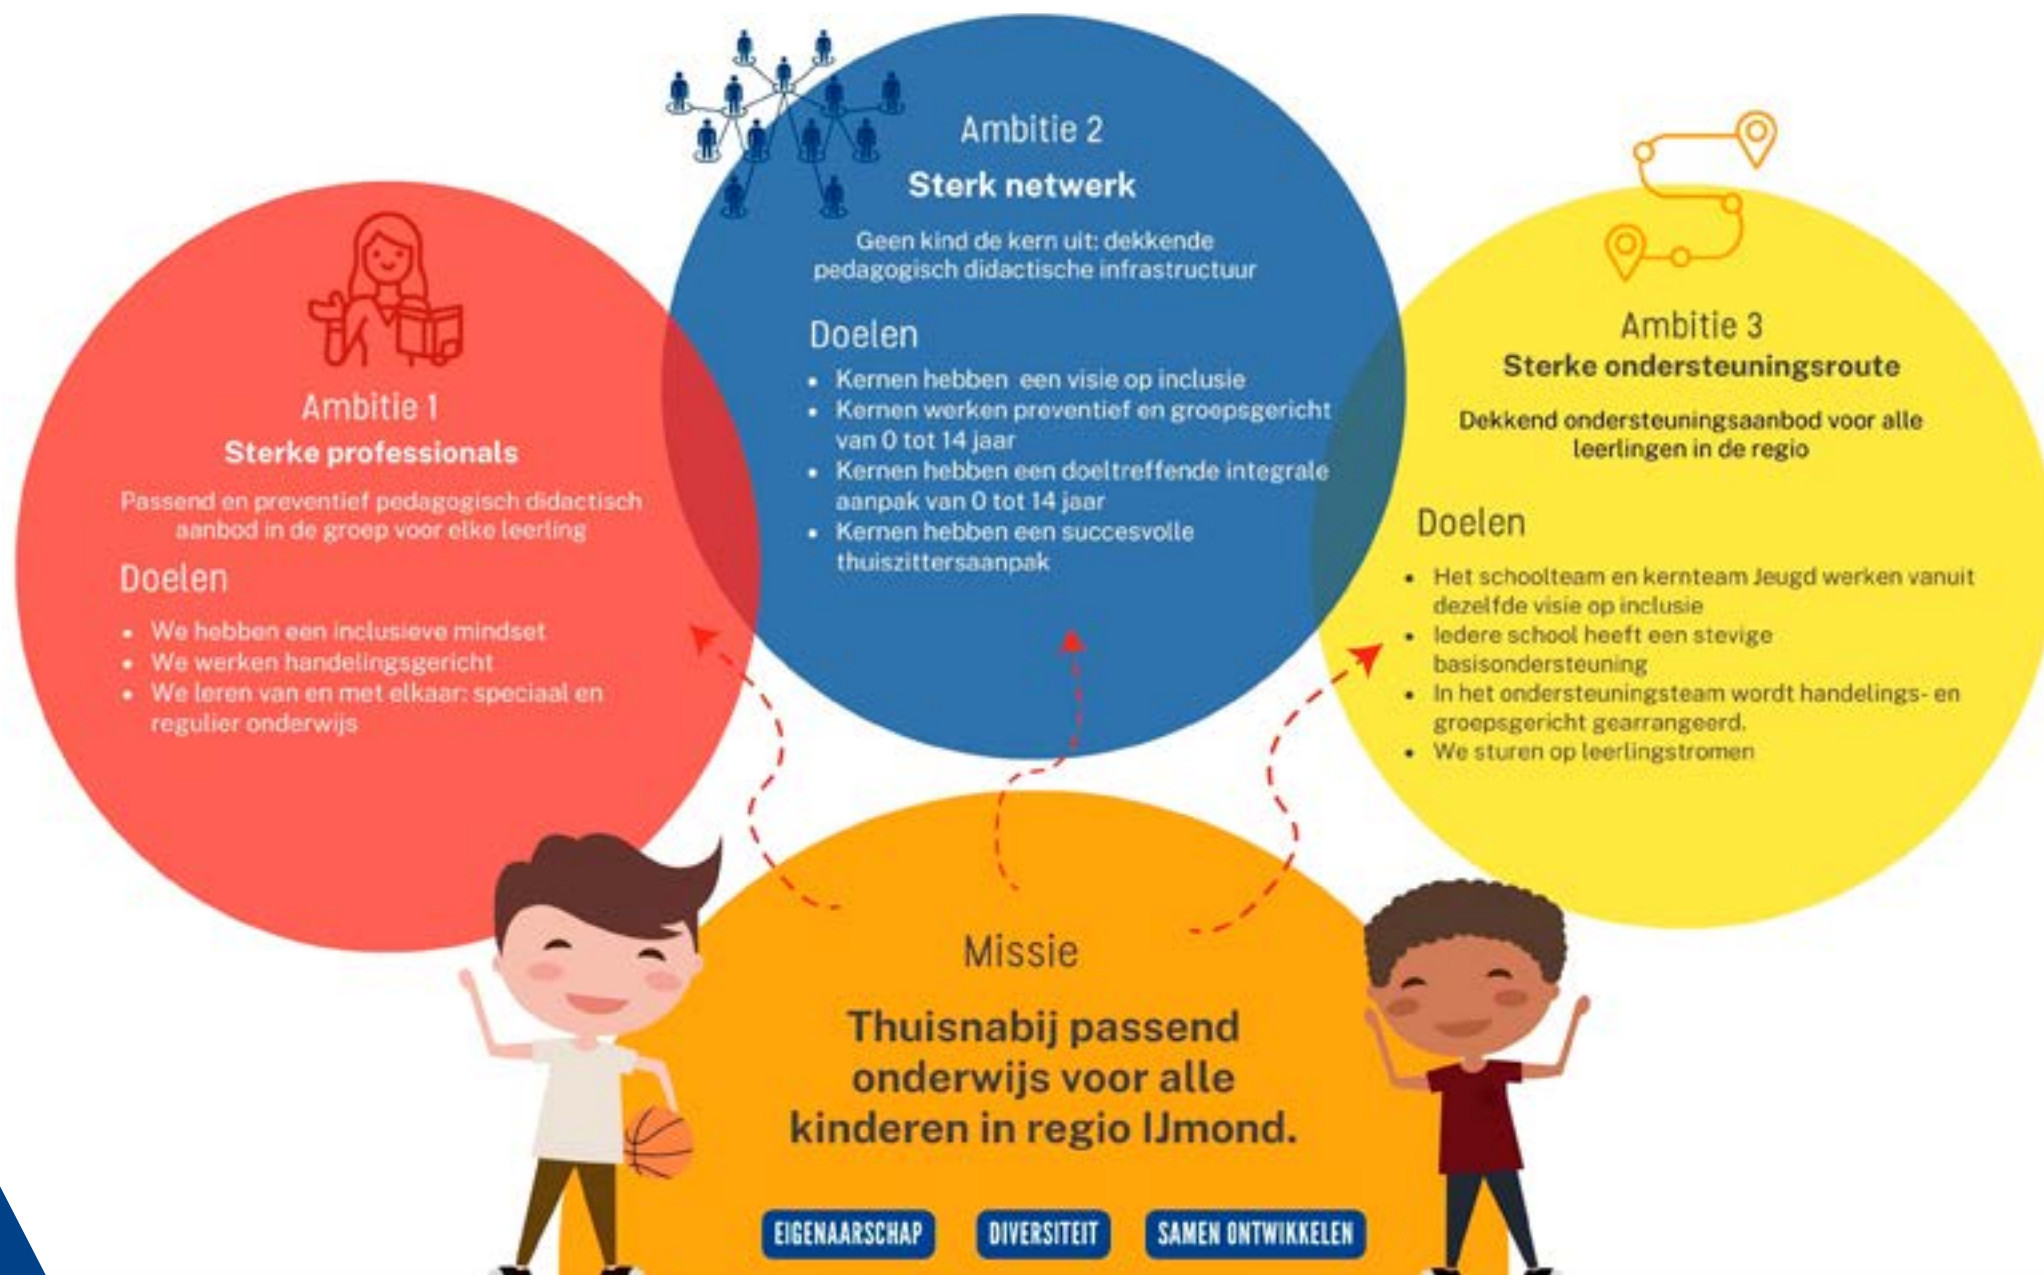 Ambitie 1
Sterke professionals
Passend en preventief pedagogisch didactisch
aanbod in de groep voor elke leerling
Doelen
• We hebben een inclusieve mindset
• We werken handelingsgericht
• We leren van en met elkaar: speciaal en
regulier onderwijs
Ambitie 2
Sterk netwerk
Geen kind de kern uit: dekkende
pedagogisch didactische infrastructuur
Doelen
• Kernen hebben een visie op inclusie
• Kernen werken preventief en groepsgericht
van 0 tot 14 jaar
• Kernen hebben een doeltreffende integrale
aanpak van 0 tot 14 jaar
• Kernen hebben een succesvolle
thuiszittersaanpak
Ambitie 3
Sterke ondersteuningsroute
Dekkend ondersteuningsaanbod voor alle
leerlingen in de regio
Doelen
• Het schoolteam en kernteam Jeugd werken vanuit
dezelfde visie op inclusie
• Iedere school heeft een stevige
basisondersteuning
• In het ondersteuningsteam wordt handelings- en
groepsgericht gearrangeerd.
• We sturen op leerlingstromen
Missie
Thuisnabij passend
onderwijs voor alle
kinderen in regio IJmond.
EIGENAARSCHAP
DIVERSITEIT
SAMEN ONTWIKKELEN